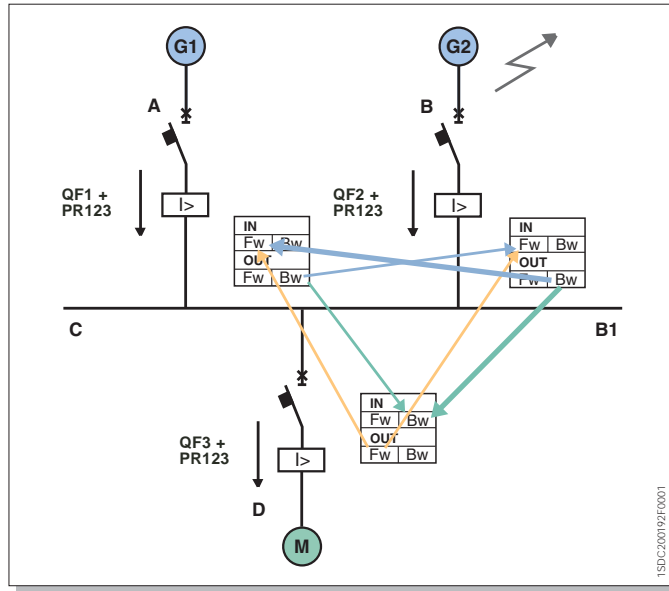 G1
G2
A
B
QF1 +
PR123
I>
QF2 +
PR123
I>
IN
Fw Bw
OUT
Fw Bw
IN
Fw Bw
OUT
Fw Bw
C
B1
IN
Fw Bw
OUT
Fw Bw
QF3 +
PR123
I>
D
M
1SDC200192F0001